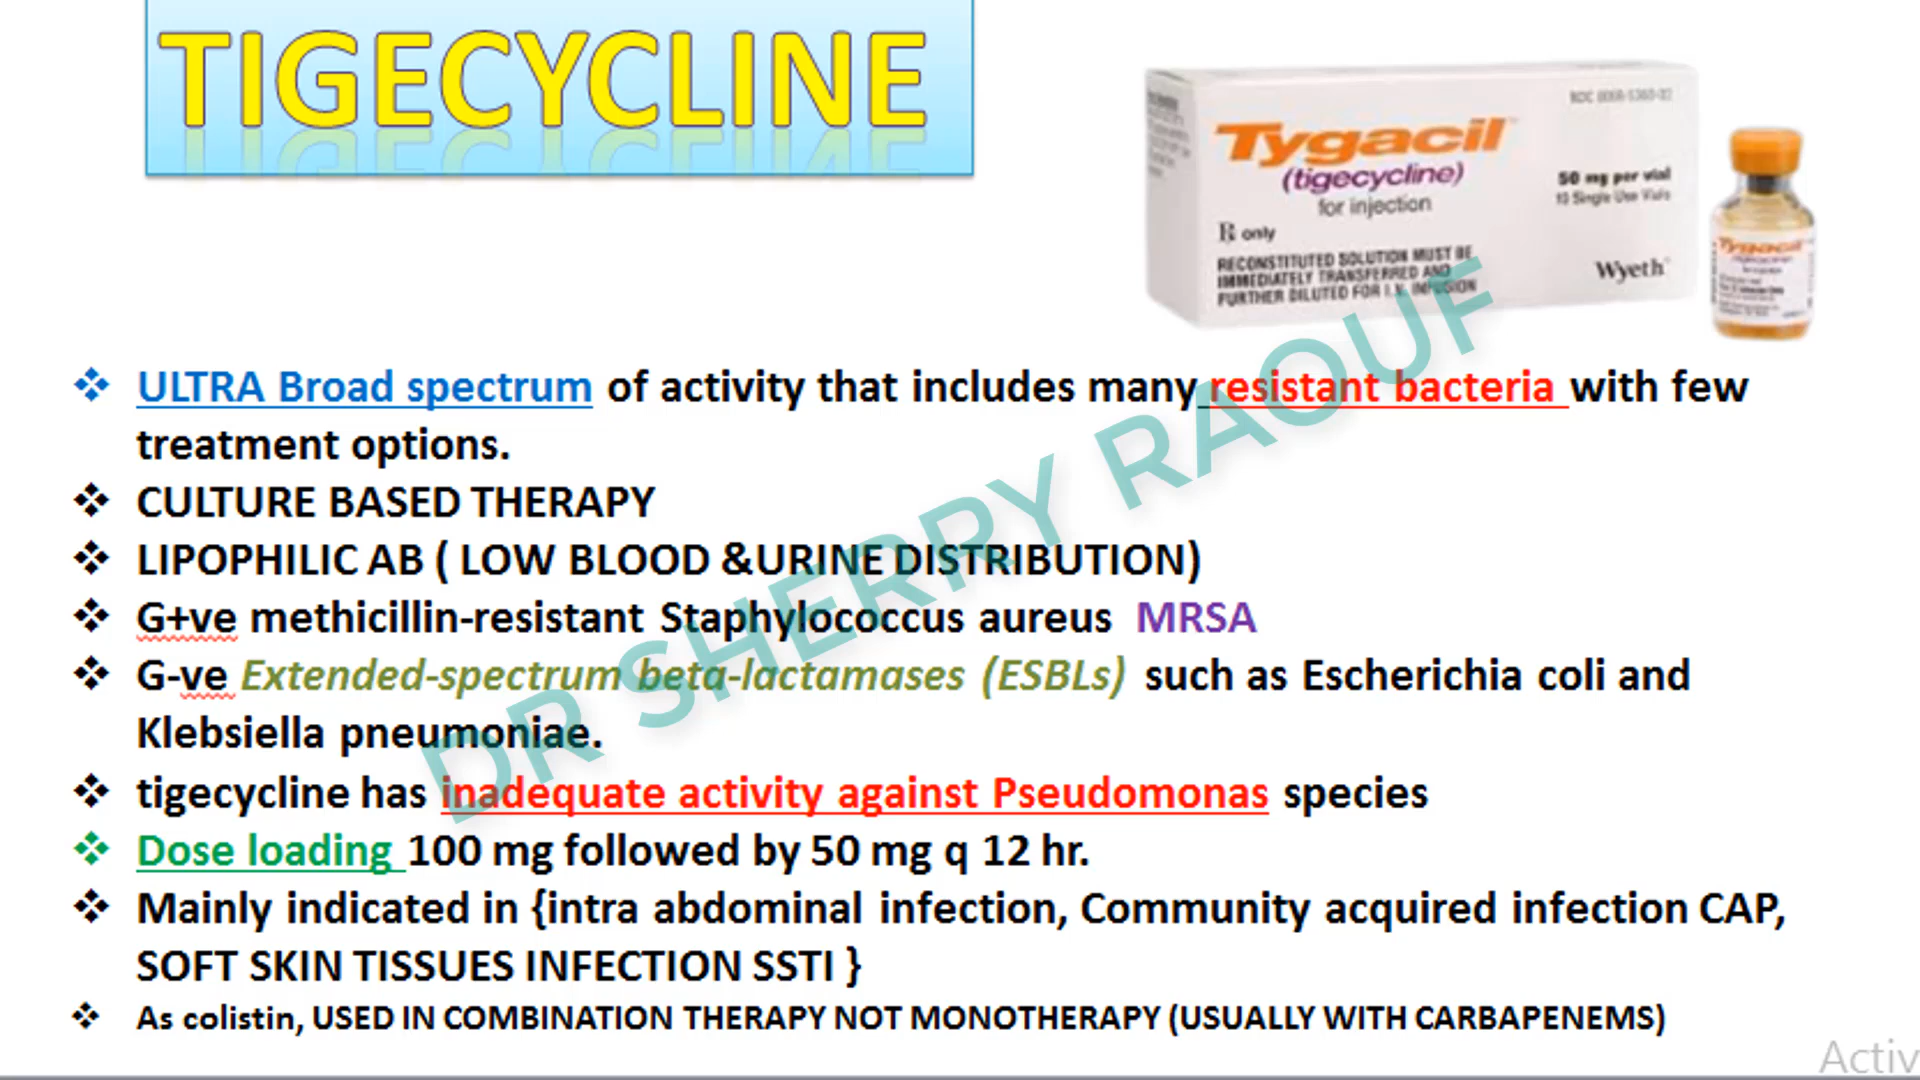 TIGECYCLINE
Tygacil
(tigecycline)
for injection
50 mg per vial
10 Single Use Vials
℞ only
RECONSTITUTED SOLUTION MUST BE
IMMEDIATELY TRANSFERRED AND
FURTHER DILUTED FOR I.V. INFUSION
Wyeth
Tygacil
❖ ULTRA Broad spectrum of activity that includes many resistant bacteria with few
treatment options.
❖ CULTURE BASED THERAPY
❖ LIPOPHILIC AB ( LOW BLOOD &URINE DISTRIBUTION)
❖ G+ve methicillin-resistant Staphylococcus aureus MRSA
❖ G-ve Extended-spectrum beta-lactamases (ESBLs) such as Escherichia coli and
Klebsiella pneumoniae.
❖ tigecycline has inadequate activity against Pseudomonas species
❖ Dose loading 100 mg followed by 50 mg q 12 hr.
❖ Mainly indicated in {intra abdominal infection, Community acquired infection CAP,
SOFT SKIN TISSUES INFECTION SSTI }
❖ As colistin, USED IN COMBINATION THERAPY NOT MONOTHERAPY (USUALLY WITH CARBAPENEMS)
DR SHERRY RAOUF
Activ